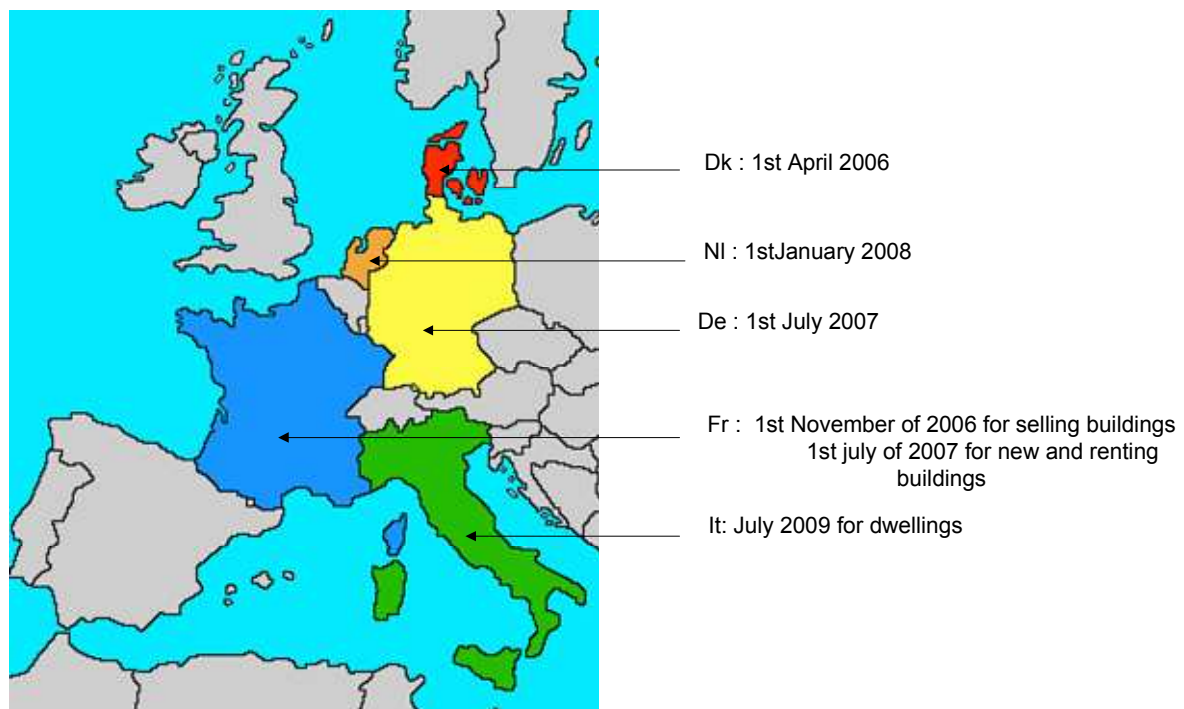 Dk : 1st April 2006
Nl : 1stJanuary 2008
De : 1st July 2007
Fr : 1st November of 2006 for selling buildings
1st july of 2007 for new and renting
buildings
It: July 2009 for dwellings